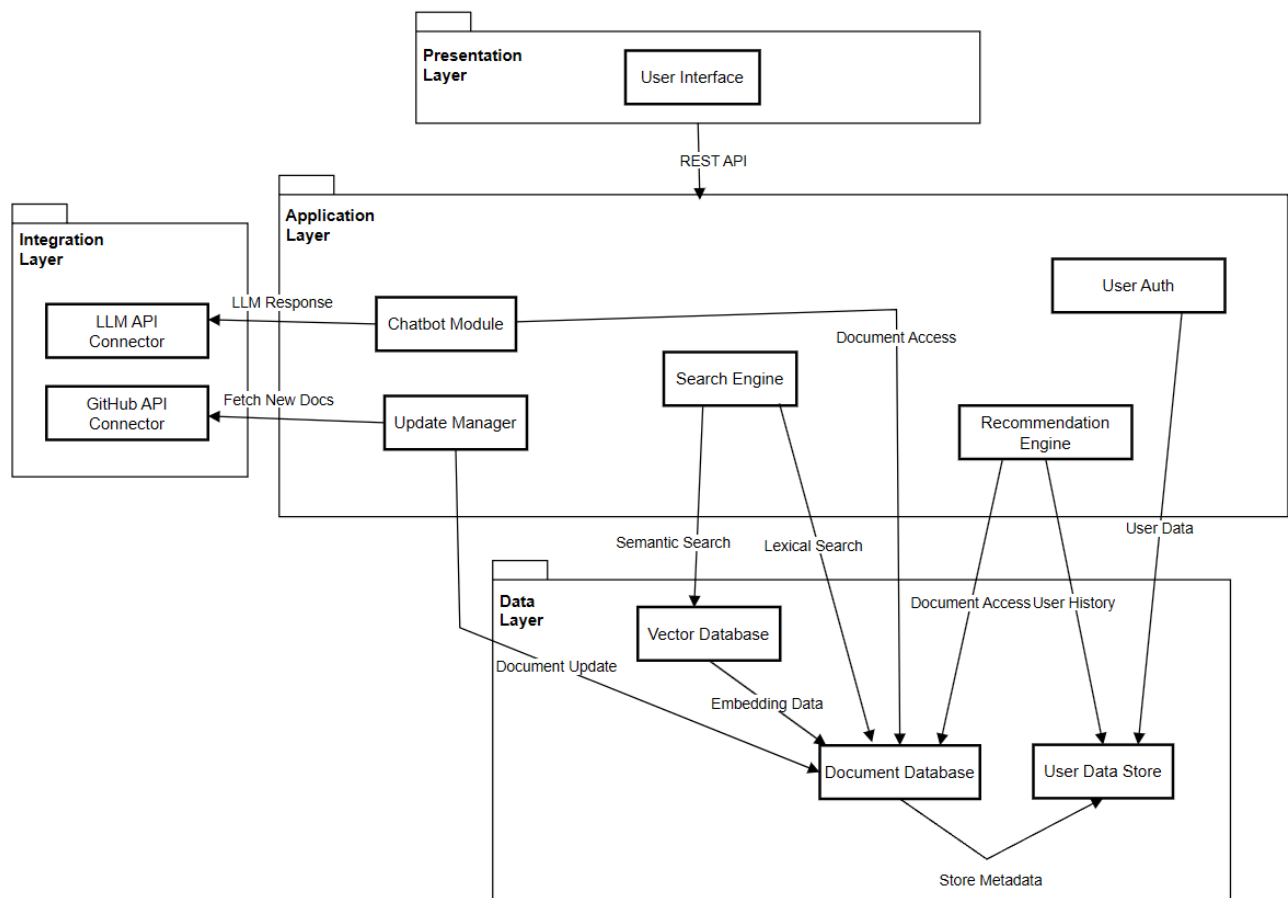 Presentation
Layer
User Interface
REST API
Application
Layer
Integration
Layer
User Auth
LLM Response
LLM API
Connector
Chatbot Module
Document Access
Search Engine
GitHub API
Connector
Fetch New Docs
Update Manager
Recommendation
Engine
User Data
Semantic Search
Lexical Search
Data
Layer
Document Access
User History
Vector Database
Document Update
Embedding Data
Document Database
User Data Store
Store Metadata